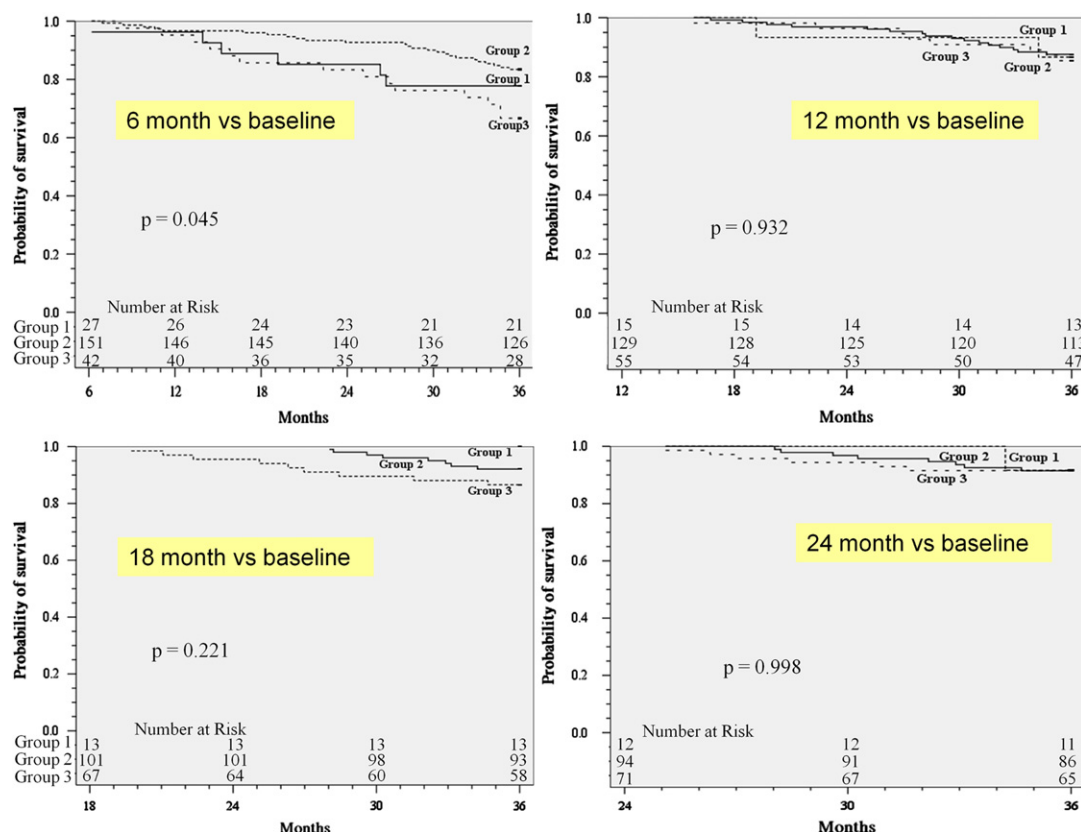 1.0
0.8
0.6
0.4
0.2
0.0
Probability of survival
Group 2
Group 1
Group3
6 month vs baseline
p = 0.045
Number at Risk
Group 1 27 26 24 23 21 21
Group 2 151 146 145 140 136 126
Group 3 42 40 36 35 32 28
6 12 18 24 30 36
Months
1.0
0.8
0.6
0.4
0.2
0.0
Probability of survival
Group 1
Group 3
Group 2
12 month vs baseline
p = 0.932
Number at Risk
15 15 14 14 13
129 128 125 120 113
55 54 53 50 47
12 18 24 30 36
Months
1.0
0.8
0.6
0.4
0.2
0.0
Probability of survival
Group 1
Group 2
Group 3
18 month vs baseline
p = 0.221
Number at Risk
Group 1 13 13 13 13
Group 2 101 101 98 93
Group 3 67 64 60 58
18 24 30 36
Months
1.0
0.8
0.6
0.4
0.2
0.0
Probability of survival
Group 2
Group 1
Group 3
24 month vs baseline
p = 0.998
Number at Risk
12 12 11
94 91 86
71 67 65
24 30 36
Months